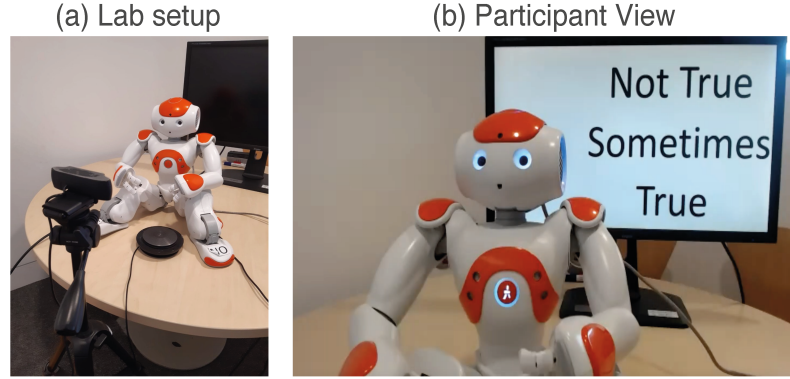 (a) Lab setup
(b) Participant View
Not True
Sometimes
True